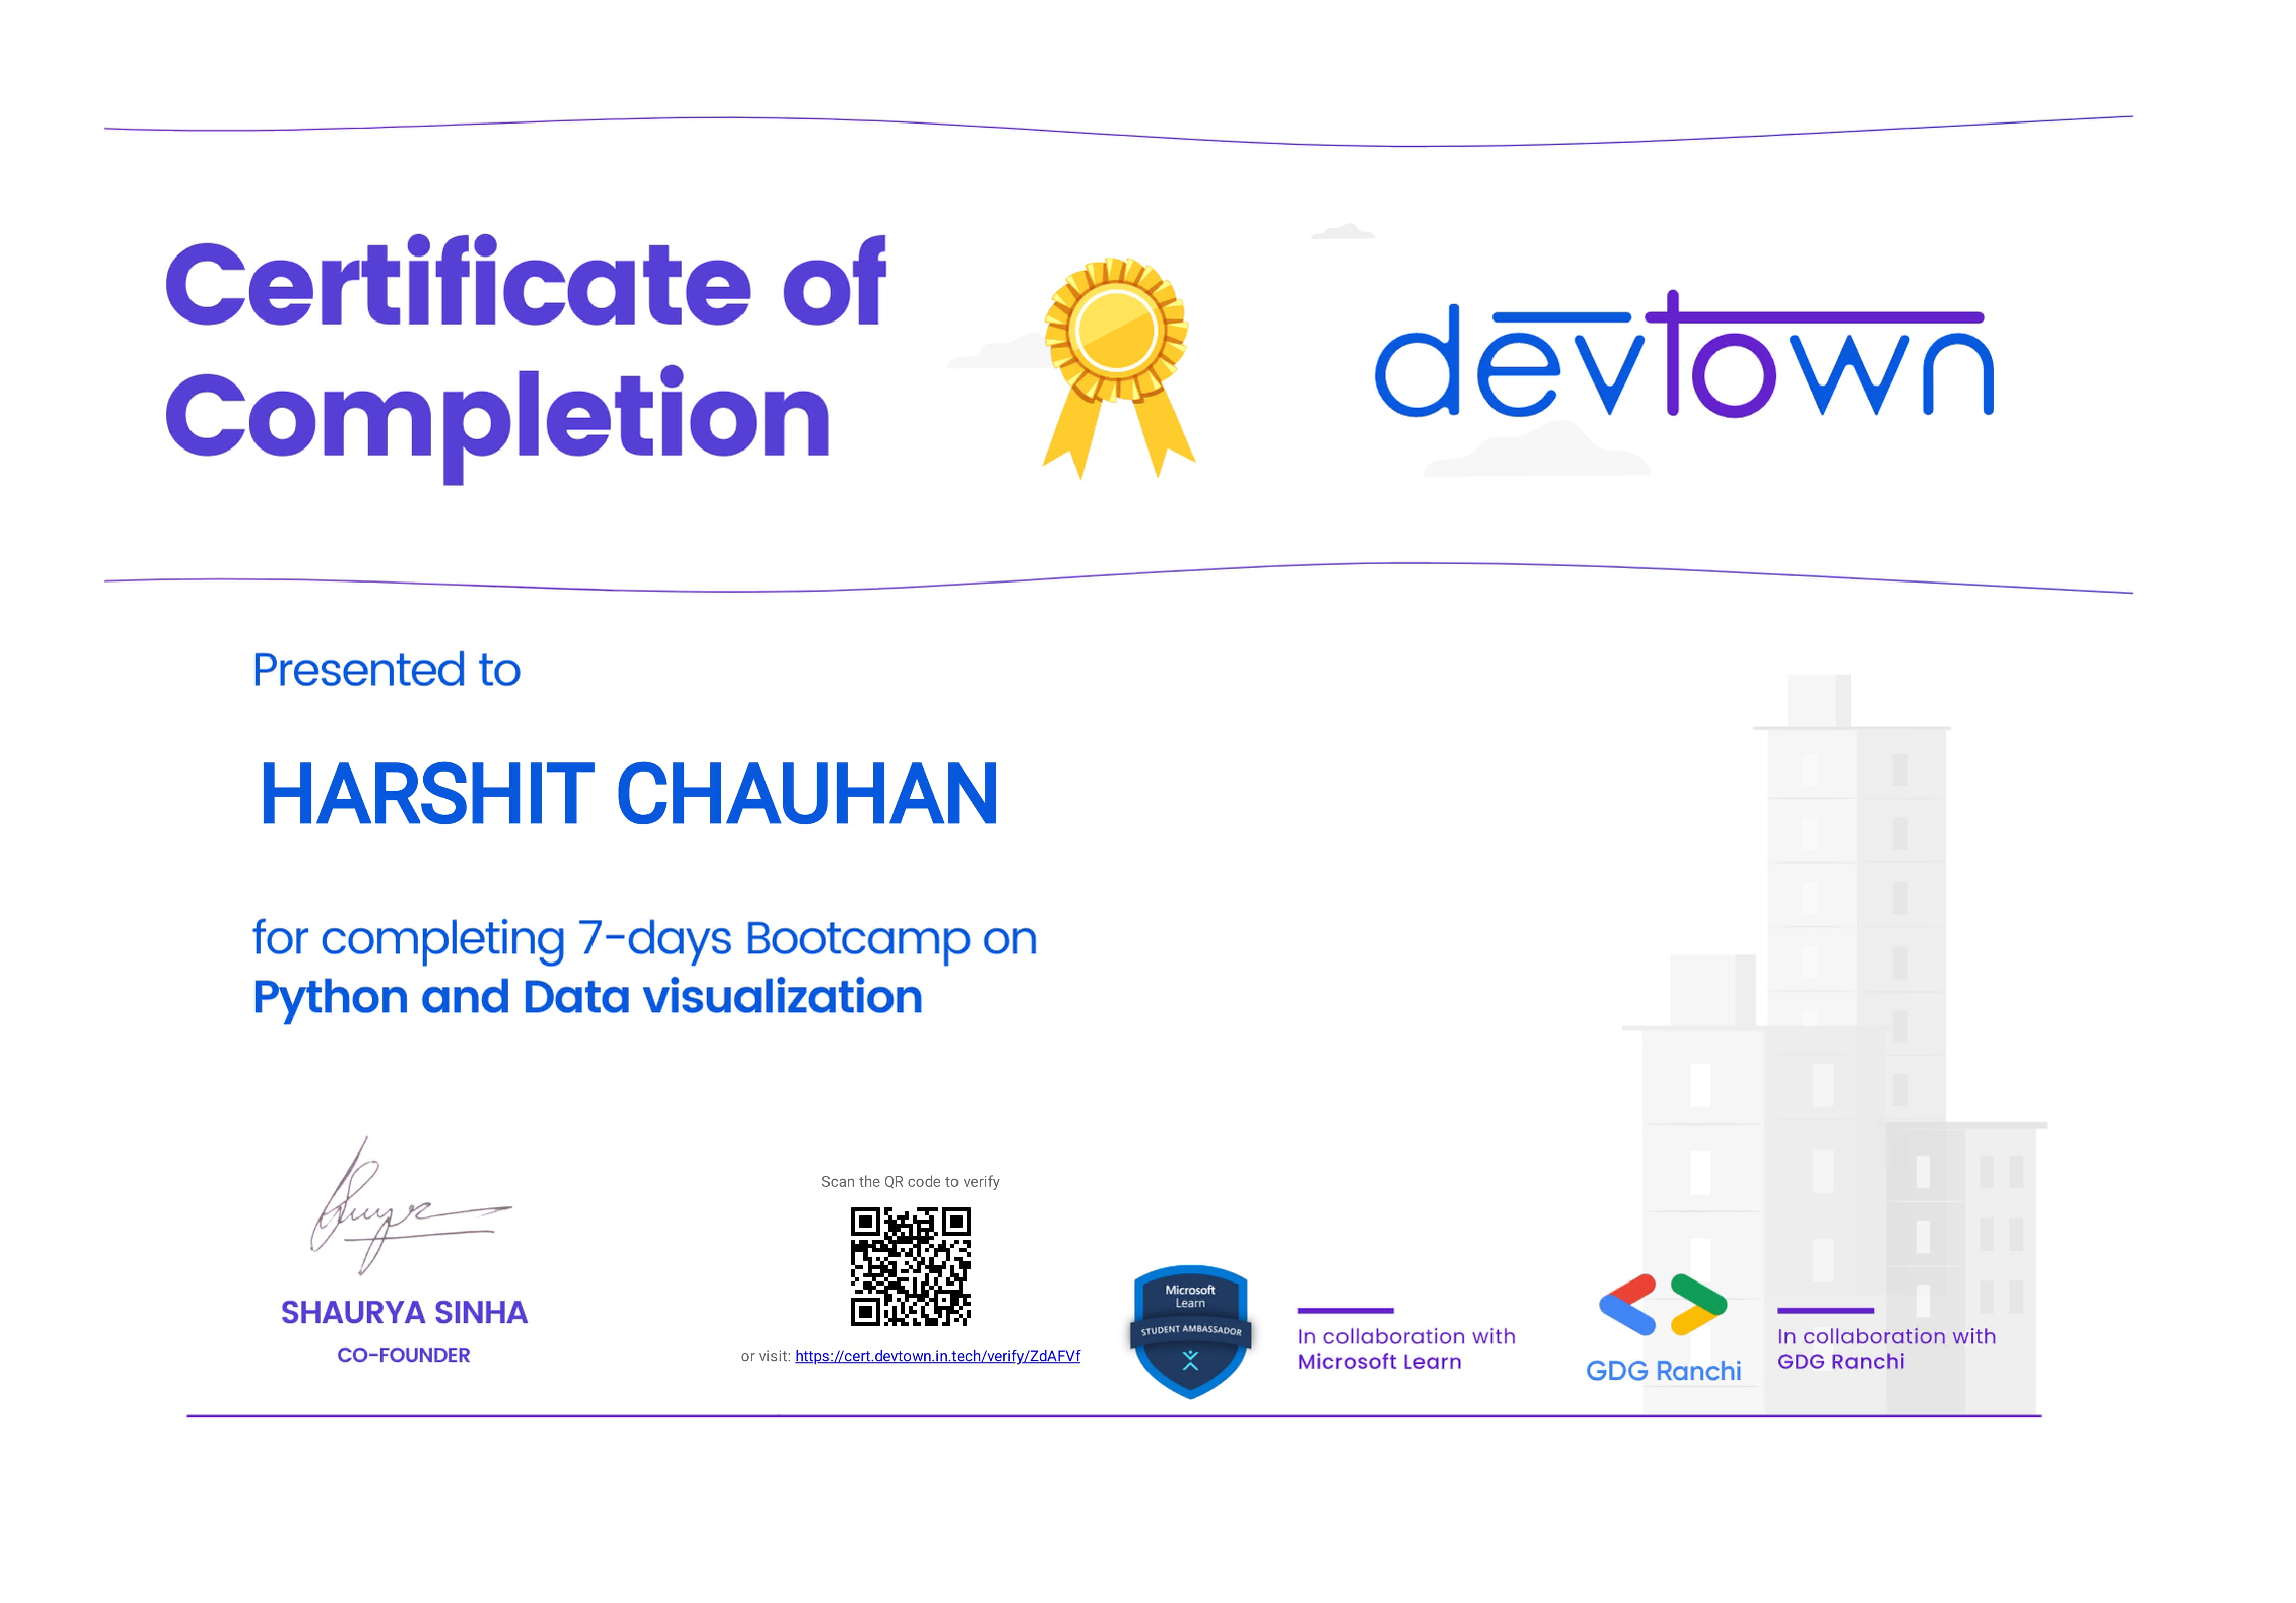 Certificate of
Completion
devtown
Presented to
HARSHIT CHAUHAN
for completing 7-days Bootcamp on
Python and Data visualization
SHAURYA SINHA
CO-FOUNDER
Scan the QR code to verify
or visit: https://cert.devtown.in.tech/verify/ZdAFVf
Microsoft
Learn
STUDENT AMBASSADOR
In collaboration with
Microsoft Learn
GDG Ranchi
In collaboration with
GDG Ranchi